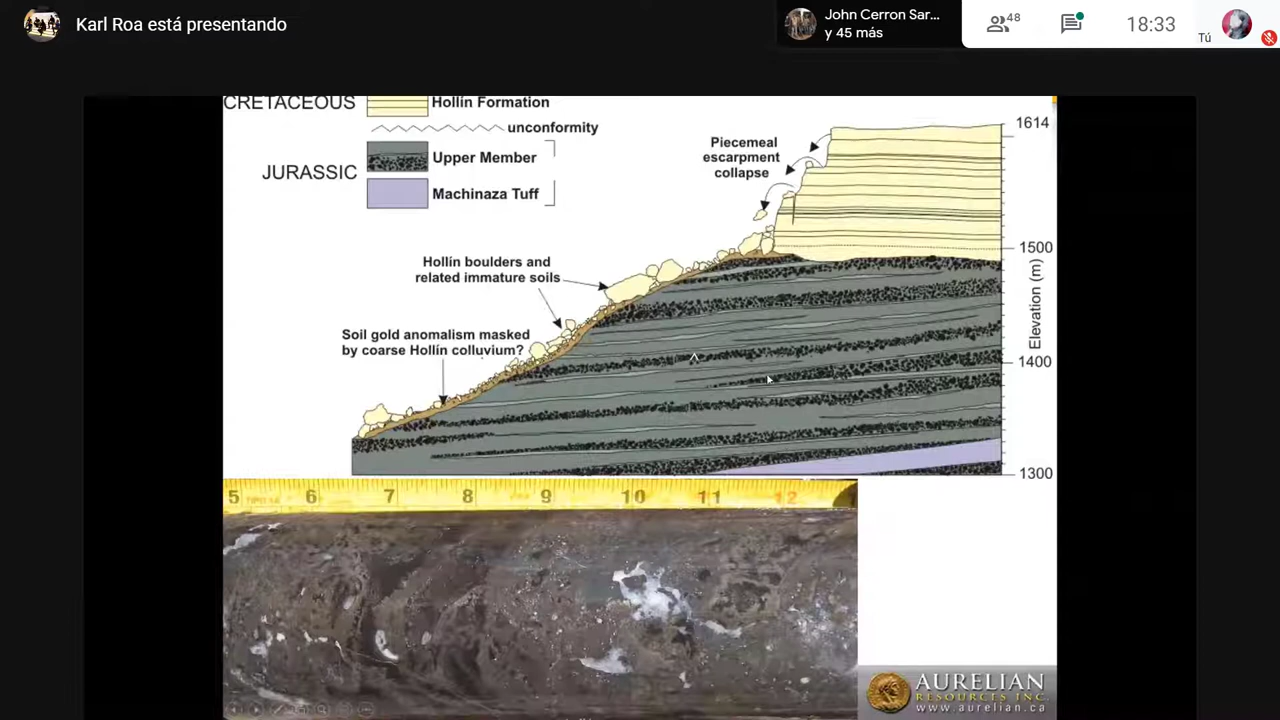 Karl Roa está presentando
John Cerron Sar...
y 45 más
48
18:33
Tú
CRETACEOUS
Hollín Formation
unconformity
JURASSIC
Upper Member
Machinaza Tuff
Piecemeal
escarpment
collapse
1614
1500
1400
1300
Elevation (m)
Hollín boulders and
related immature soils
Soil gold anomalism masked
by coarse Hollín colluvium?
5 6 7 8 9 10 11 12
AURELIAN
RESOURCES INC.
www.aurelian.ca